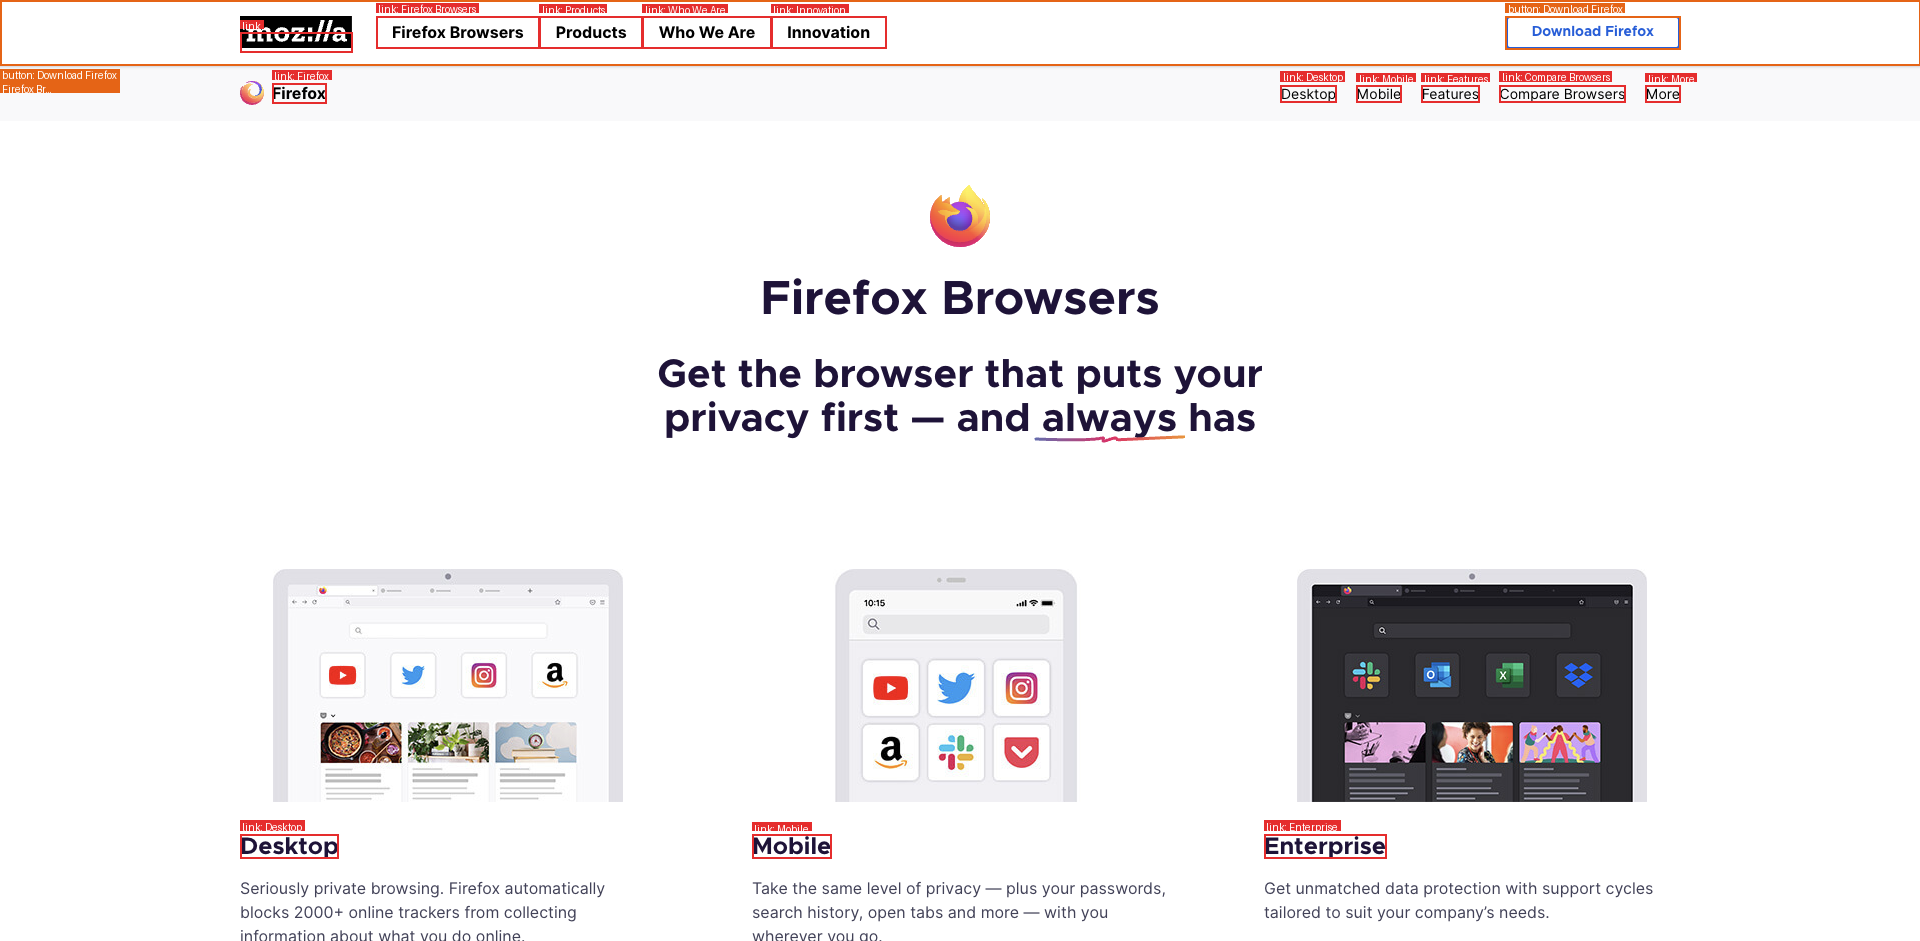 link: Firefox Browsers
link: Products
link: Who We Are
link: Innovation
button: Download Firefox
link
moz://a
Firefox Browsers
Products
Who We Are
Innovation
Download Firefox
button: Download Firefox
Firefox Br...
link: Firefox
Firefox
link: Desktop
link: Mobile
link: Features
link: Compare Browsers
link: More
Desktop
Mobile
Features
Compare Browsers
More
Firefox Browsers
Get the browser that puts your
privacy first — and always has
10:15
link: Desktop
Desktop
Seriously private browsing. Firefox automatically
blocks 2000+ online trackers from collecting
information about what you do online.
link: Mobile
Mobile
Take the same level of privacy — plus your passwords,
search history, open tabs and more — with you
wherever you go.
link: Enterprise
Enterprise
Get unmatched data protection with support cycles
tailored to suit your company’s needs.